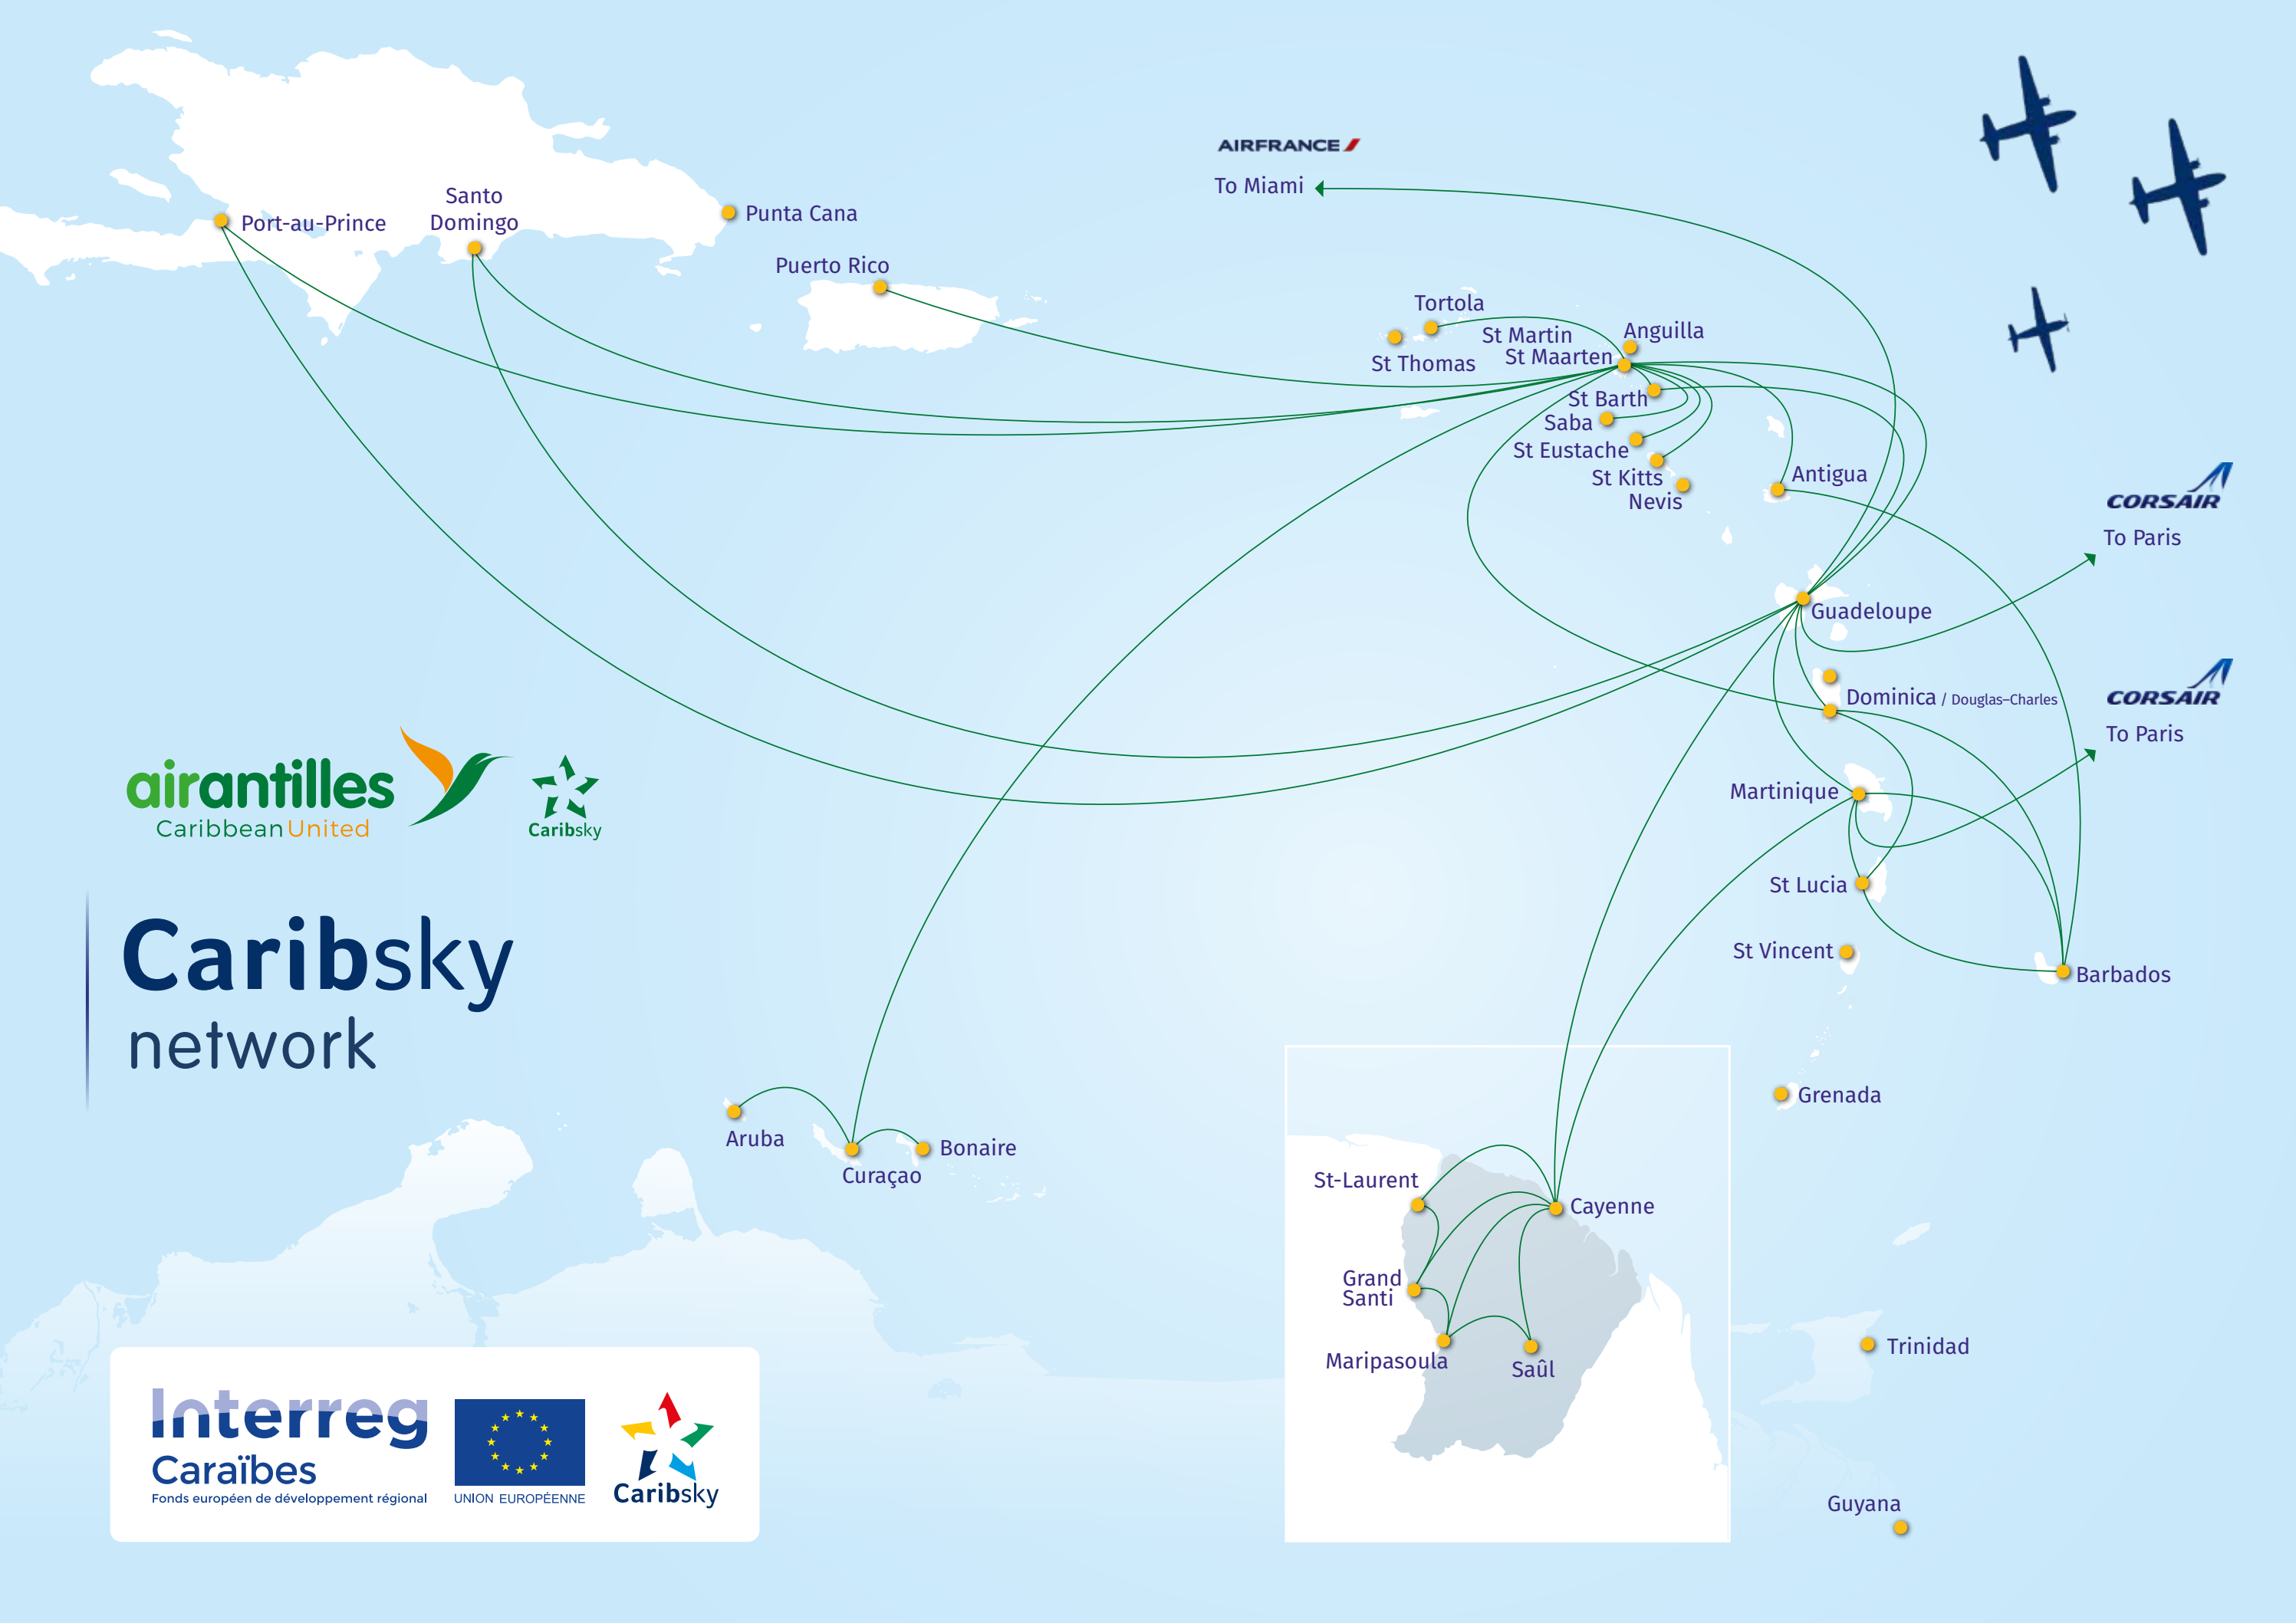 AIRFRANCE
To Miami
Santo
Domingo
Port-au-Prince
Punta Cana
Puerto Rico
Tortola
St Martin
Anguilla
St Thomas
St Maarten
St Barth
Saba
St Eustache
St Kitts
Nevis
Antigua
CORSAIR
To Paris
Guadeloupe
Dominica / Douglas–Charles
CORSAIR
To Paris
Martinique
St Lucia
St Vincent
Barbados
Grenada
airantilles
Caribbean United
Caribsky
Caribsky
network
Aruba
Curaçao
Bonaire
St-Laurent
Cayenne
Grand
Santi
Maripasoula
Saûl
Trinidad
Guyana
Interreg
Caraïbes
Fonds européen de développement régional
UNION EUROPÉENNE
Caribsky